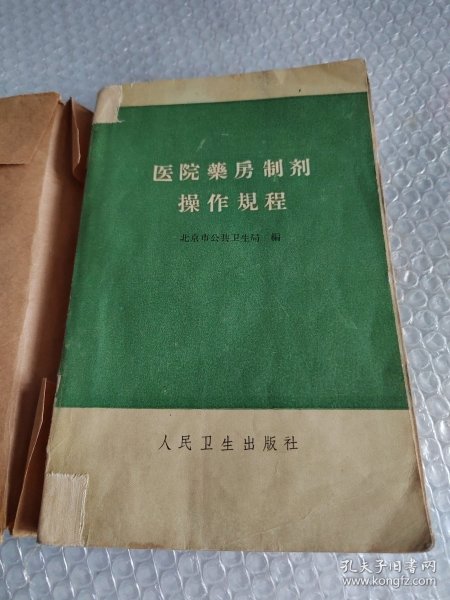 医院藥房制剂
操作規程
北京市公共卫生局 編
人民卫生出版社
孔夫子旧书网
www.kongfz.com